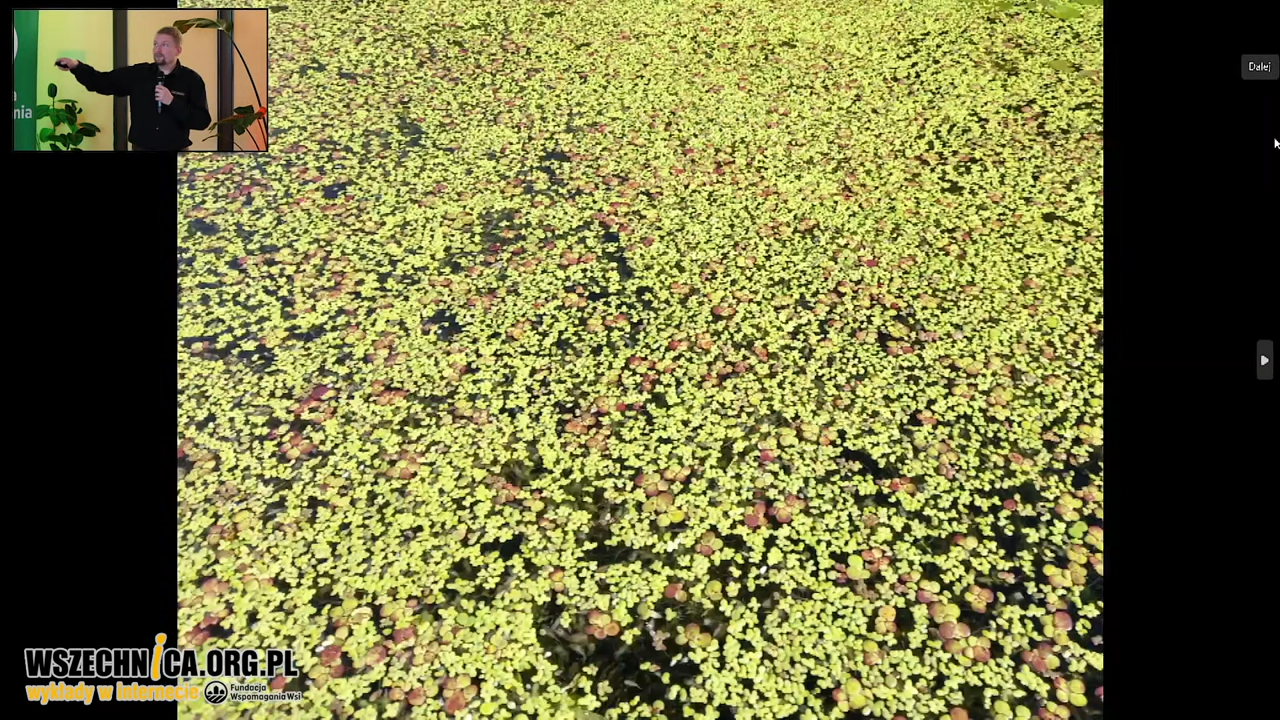 nia
Dalej
WSZECHNICA.ORG.PL
wykłady w internecie
Fundacja
Wspomagania Wsi